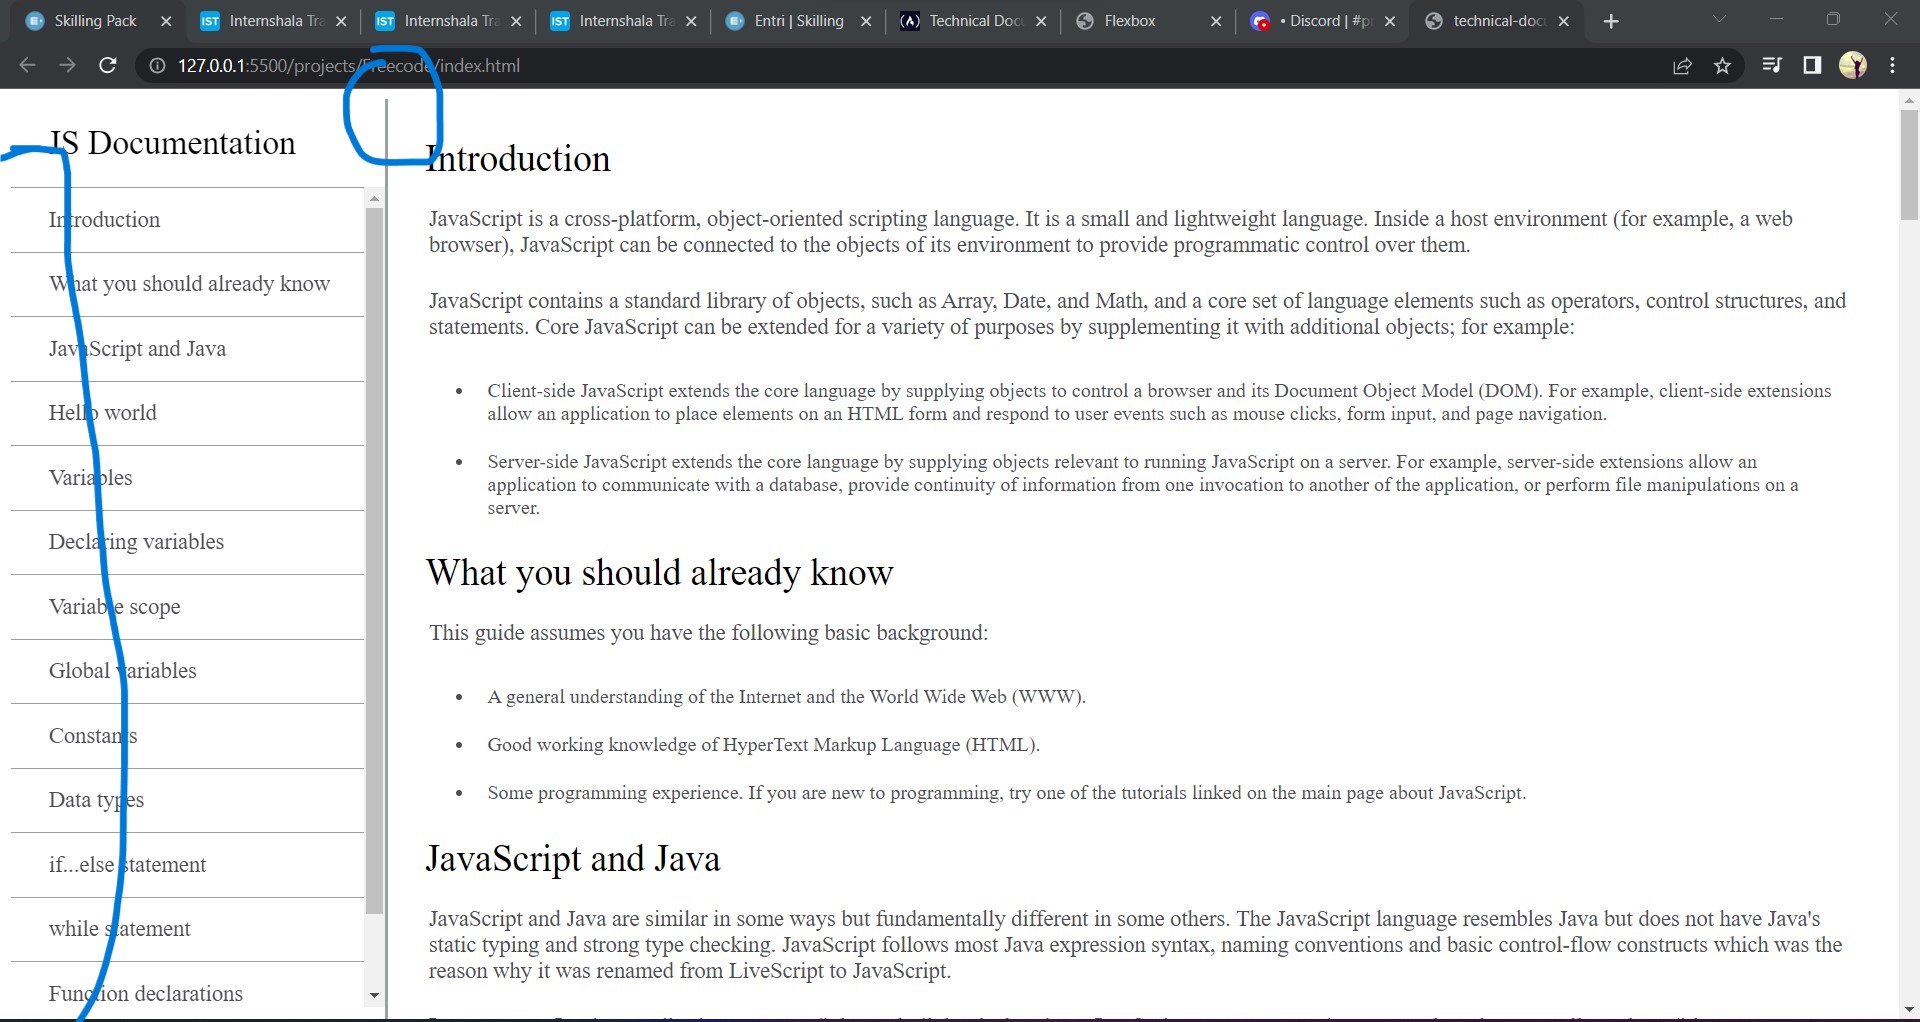 Skilling Pack
IST Internshala Tra
IST Internshala Tra
IST Internshala Tra
Entri | Skilling
Technical Docu
Flexbox
• Discord | #pr
technical-docu
127.0.0.1:5500/projects/Freecode/index.html
JS Documentation
Introduction
What you should already know
JavaScript and Java
Hello world
Variables
Declaring variables
Variable scope
Global variables
Constants
Data types
if...else statement
while statement
Function declarations
Introduction
JavaScript is a cross-platform, object-oriented scripting language. It is a small and lightweight language. Inside a host environment (for example, a web
browser), JavaScript can be connected to the objects of its environment to provide programmatic control over them.
JavaScript contains a standard library of objects, such as Array, Date, and Math, and a core set of language elements such as operators, control structures, and
statements. Core JavaScript can be extended for a variety of purposes by supplementing it with additional objects; for example:
• Client-side JavaScript extends the core language by supplying objects to control a browser and its Document Object Model (DOM). For example, client-side extensions
allow an application to place elements on an HTML form and respond to user events such as mouse clicks, form input, and page navigation.
• Server-side JavaScript extends the core language by supplying objects relevant to running JavaScript on a server. For example, server-side extensions allow an
application to communicate with a database, provide continuity of information from one invocation to another of the application, or perform file manipulations on a
server.
What you should already know
This guide assumes you have the following basic background:
• A general understanding of the Internet and the World Wide Web (WWW).
• Good working knowledge of HyperText Markup Language (HTML).
• Some programming experience. If you are new to programming, try one of the tutorials linked on the main page about JavaScript.
JavaScript and Java
JavaScript and Java are similar in some ways but fundamentally different in some others. The JavaScript language resembles Java but does not have Java's
static typing and strong type checking. JavaScript follows most Java expression syntax, naming conventions and basic control-flow constructs which was the
reason why it was renamed from LiveScript to JavaScript.